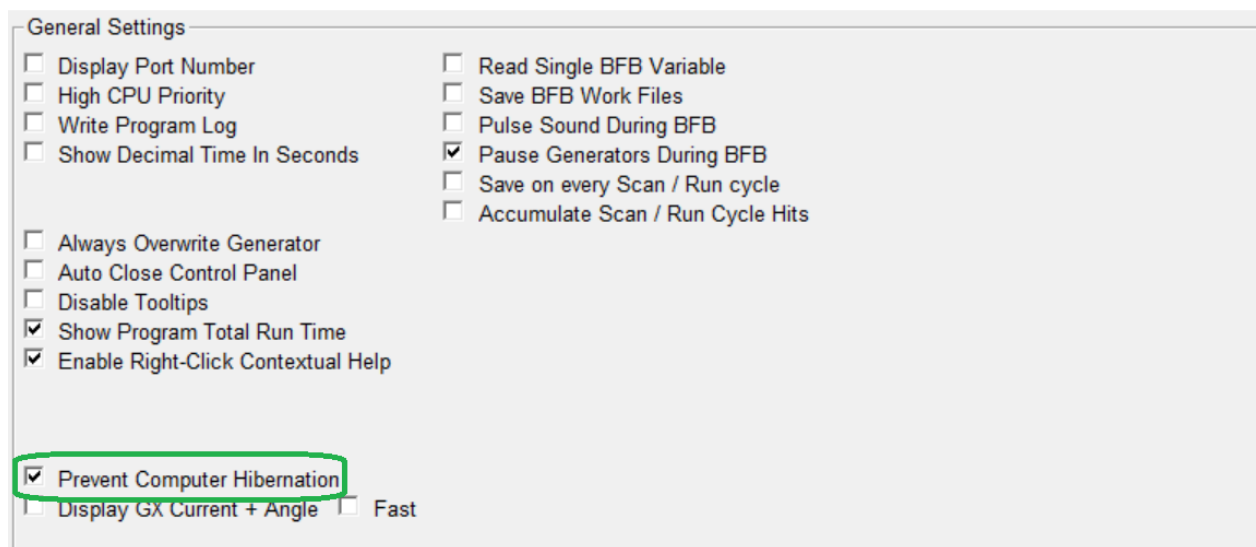 General Settings
Display Port Number
High CPU Priority
Write Program Log
Show Decimal Time In Seconds
Read Single BFB Variable
Save BFB Work Files
Pulse Sound During BFB
Pause Generators During BFB
Save on every Scan / Run cycle
Accumulate Scan / Run Cycle Hits
Always Overwrite Generator
Auto Close Control Panel
Disable Tooltips
Show Program Total Run Time
Enable Right-Click Contextual Help
Prevent Computer Hibernation
Display GX Current + Angle Fast